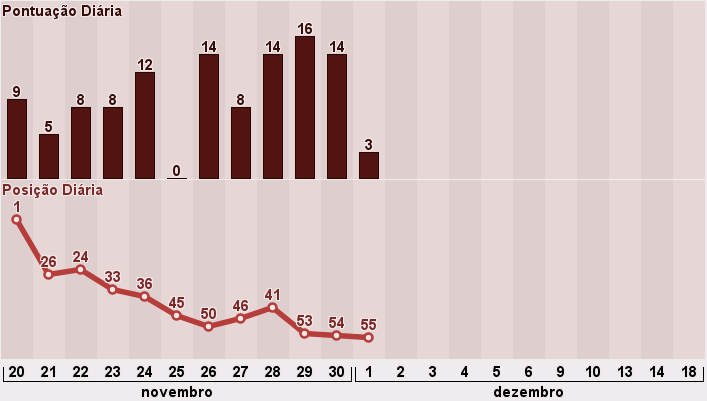 Pontuação Diária
9 5 8 8 12 0 14 8 14 16 14 3
Posição Diária
1 26 24 33 36 45 50 46 41 53 54 55
20 21 22 23 24 25 26 27 28 29 30 1 2 3 4 5 6 9 10 13 14 18
novembro dezembro